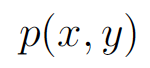 p(x, y)